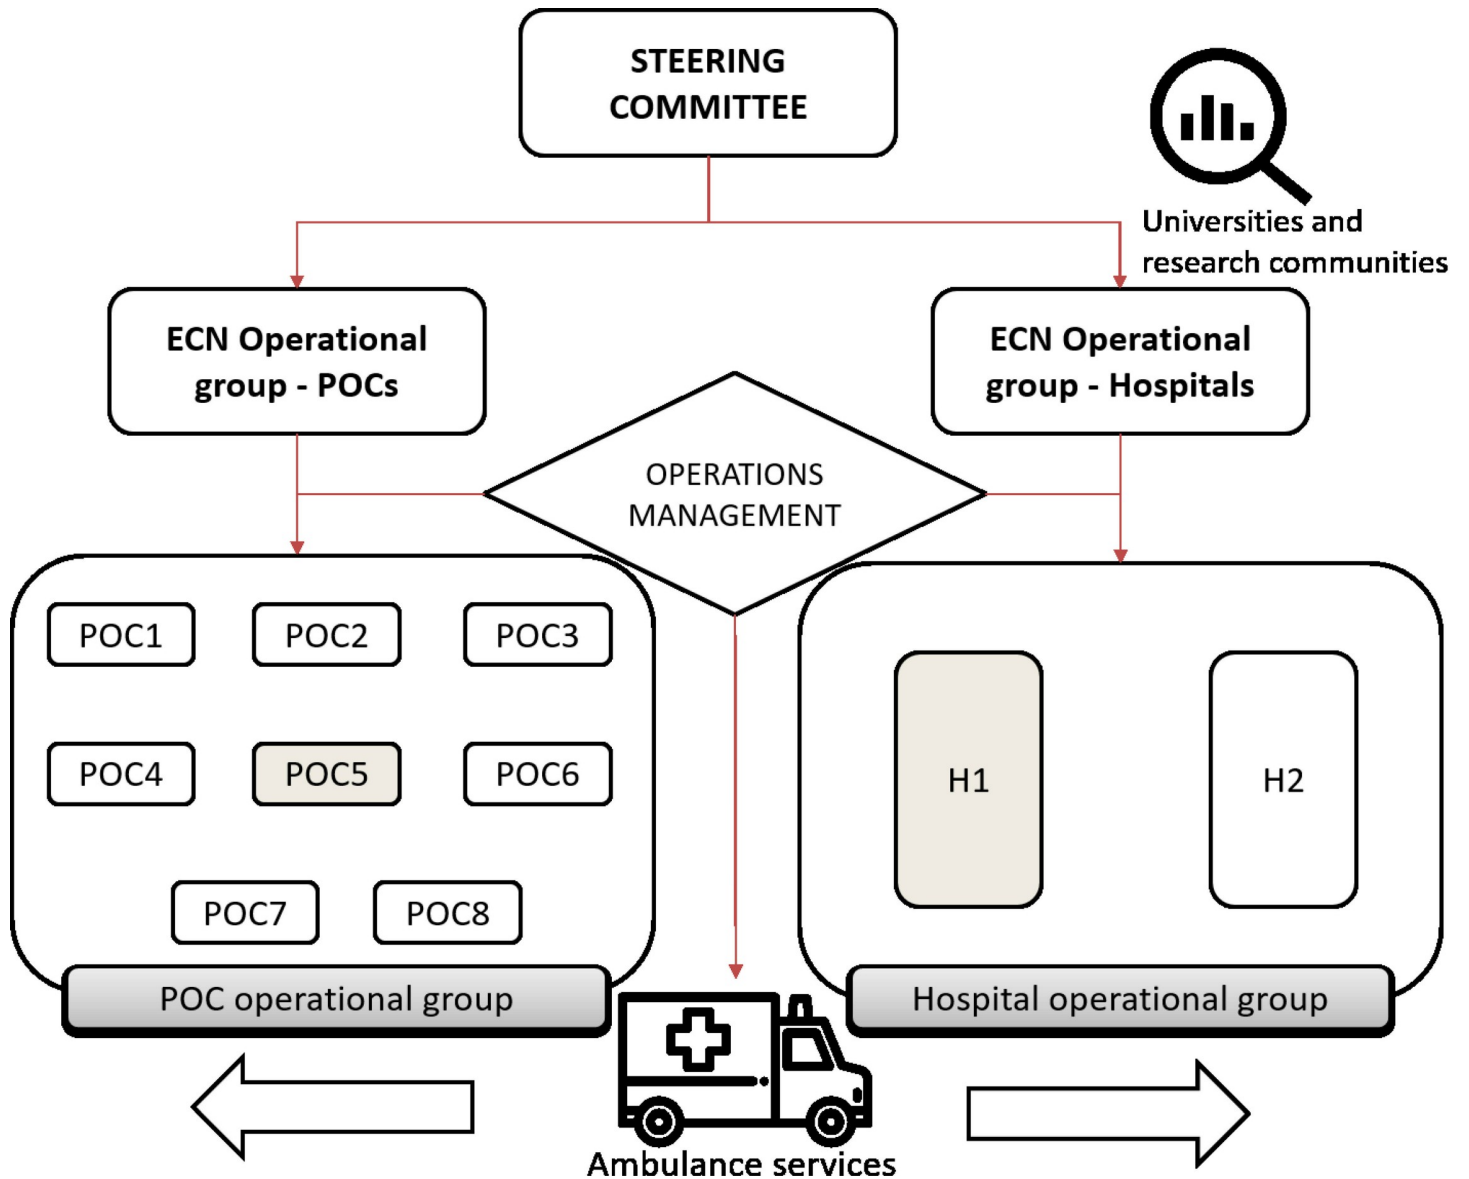 STEERING
COMMITTEE
Universities and
research communities
ECN Operational
group - POCs
ECN Operational
group - Hospitals
OPERATIONS
MANAGEMENT
POC1
POC2
POC3
POC4
POC5
POC6
POC7
POC8
H1
H2
POC operational group
Hospital operational group
Ambulance services